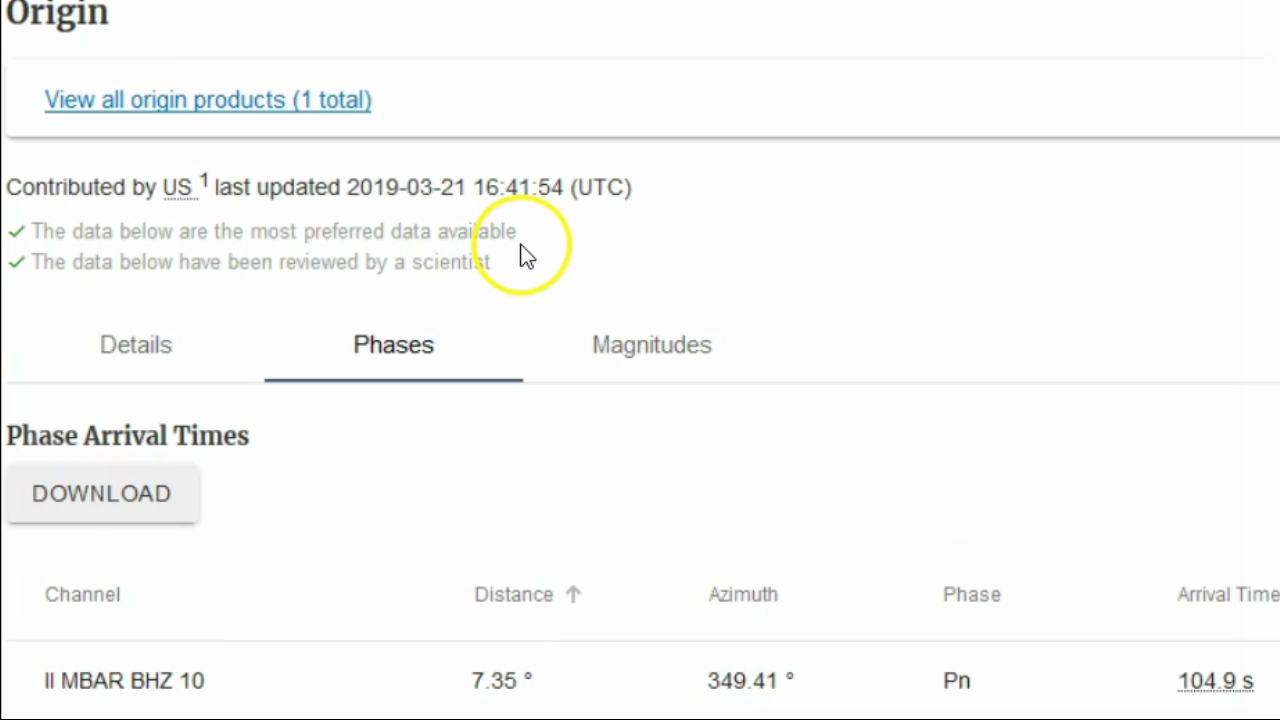 Origin
View all origin products (1 total)
Contributed by US 1 last updated 2019-03-21 16:41:54 (UTC)
The data below are the most preferred data available
The data below have been reviewed by a scientist
Details Phases Magnitudes
Phase Arrival Times
DOWNLOAD
Channel Distance ↑ Azimuth Phase Arrival Time
II MBAR BHZ 10 7.35 ° 349.41 ° Pn 104.9 s